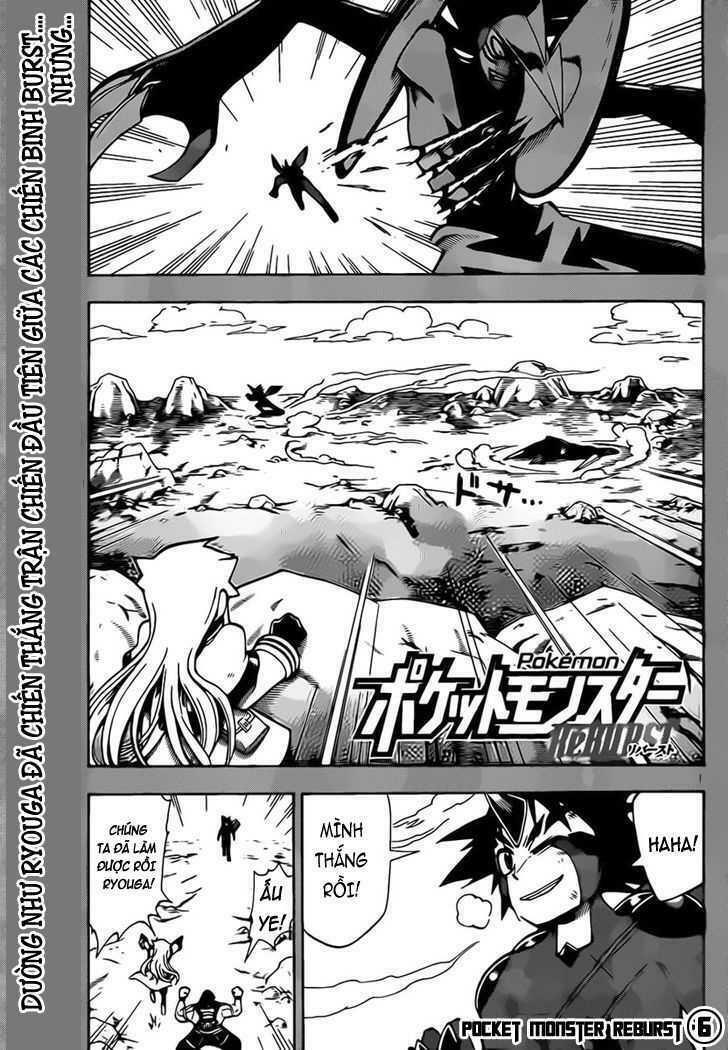 DƯỜNG NHƯ RYOUGA ĐÃ CHIẾN THẮNG TRẬN CHIẾN ĐẦU TIÊN GIỮA CÁC CHIẾN BINH BURST....
NHƯNG...
ドサ...
Pokémon
ポケットモンスター
ReBURST
リバースト
1
HAHA!
MÌNH
THẮNG
RỒI!
CHÚNG
TA ĐÃ LÀM
ĐƯỢC RỒI
RYOUGA!
ẤU
YE!
POCKET MONSTER REBURST 6